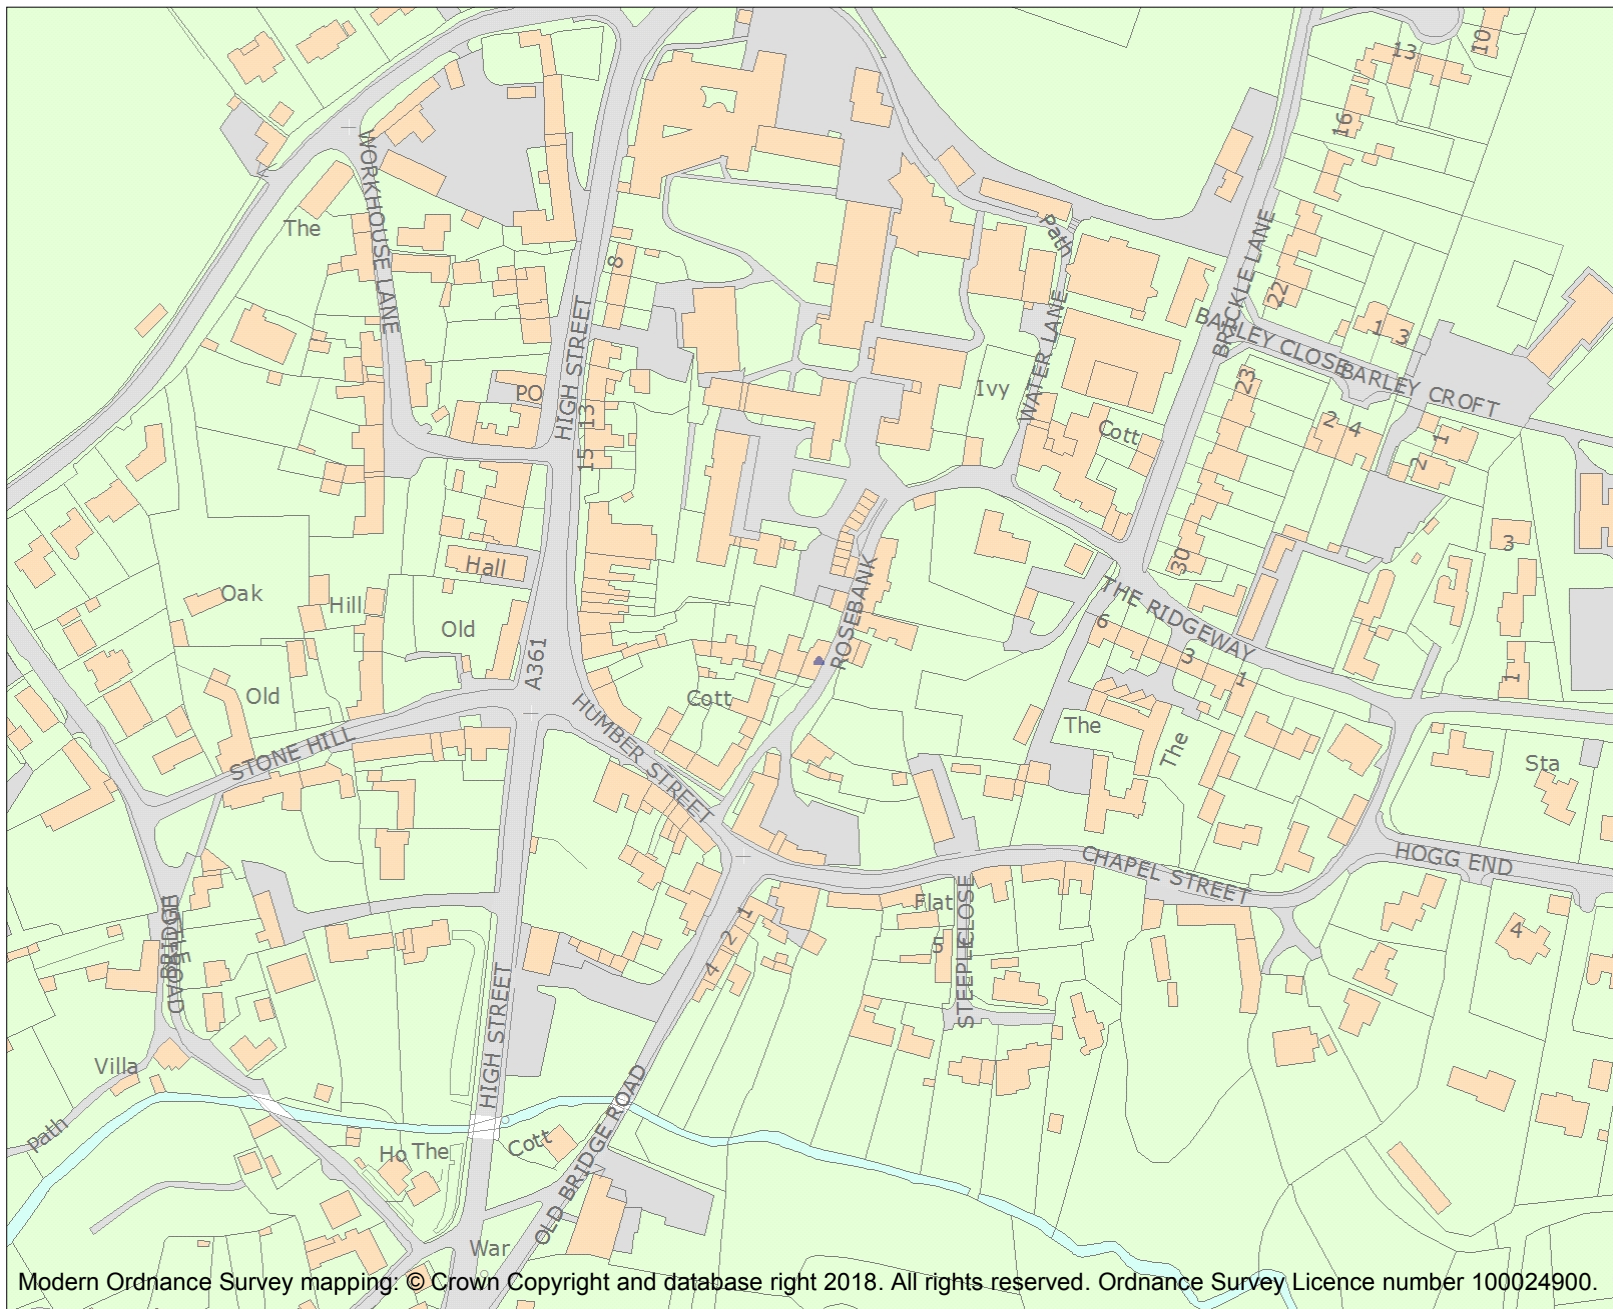 10
13
16
WORKHOUSE LANE
The
8
Path
BRICKLE LANE
22
WATER LANE
HIGH STREET
BARLEY CLOSE
1
3
BARLEY CROFT
PO
Ivy
23
13
2
4
Cott
1
15
2
3
Hall
30
Oak
Hill
ROSEBANK
THE RIDGEWAY
Old
6
A361
3
1
1
Old
Cott
HUMBER STREET
The
The
STONE HILL
Sta
CHAPEL STREET
HOGG END
Flat
1
5
4
2
STEEPLE CLOSE
4
BRIDGE ROAD
HIGH STREET
Villa
OLD BRIDGE ROAD
Path
Ho
The
Cott
War
Modern Ordnance Survey mapping: © Crown Copyright and database right 2018. All rights reserved. Ordnance Survey Licence number 100024900.